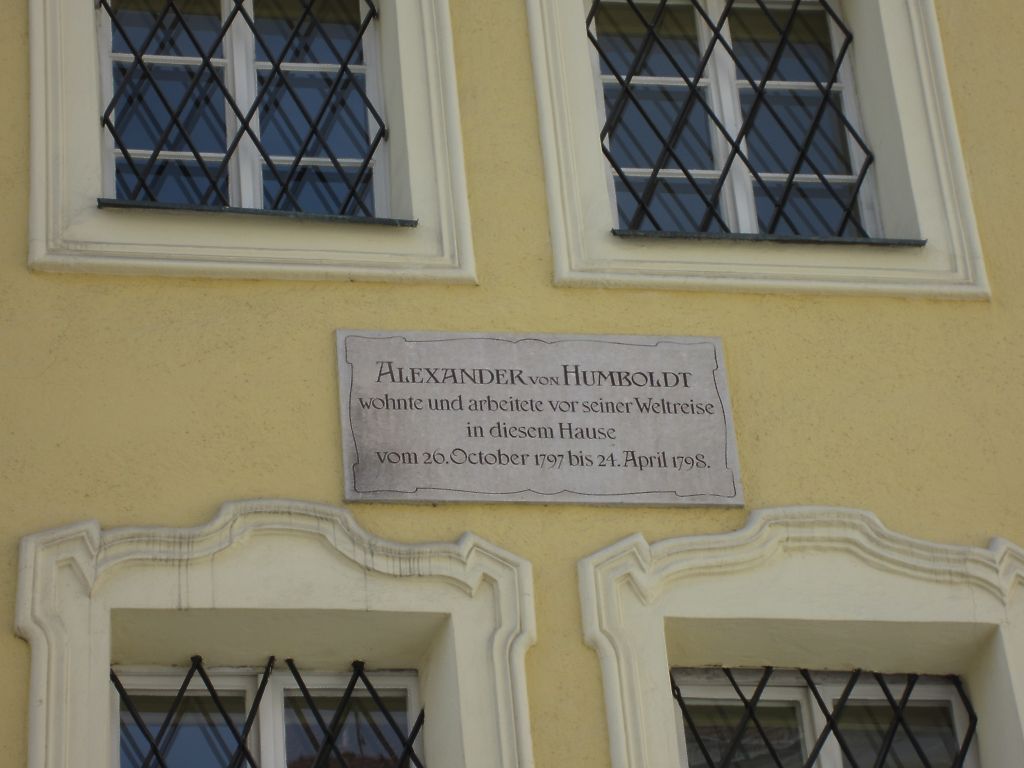 ALEXANDER VON HUMBOLDT
wohnte und arbeitete vor seiner Weltreise
in diesem Hause
vom 26. October 1797 bis 24. April 1798.